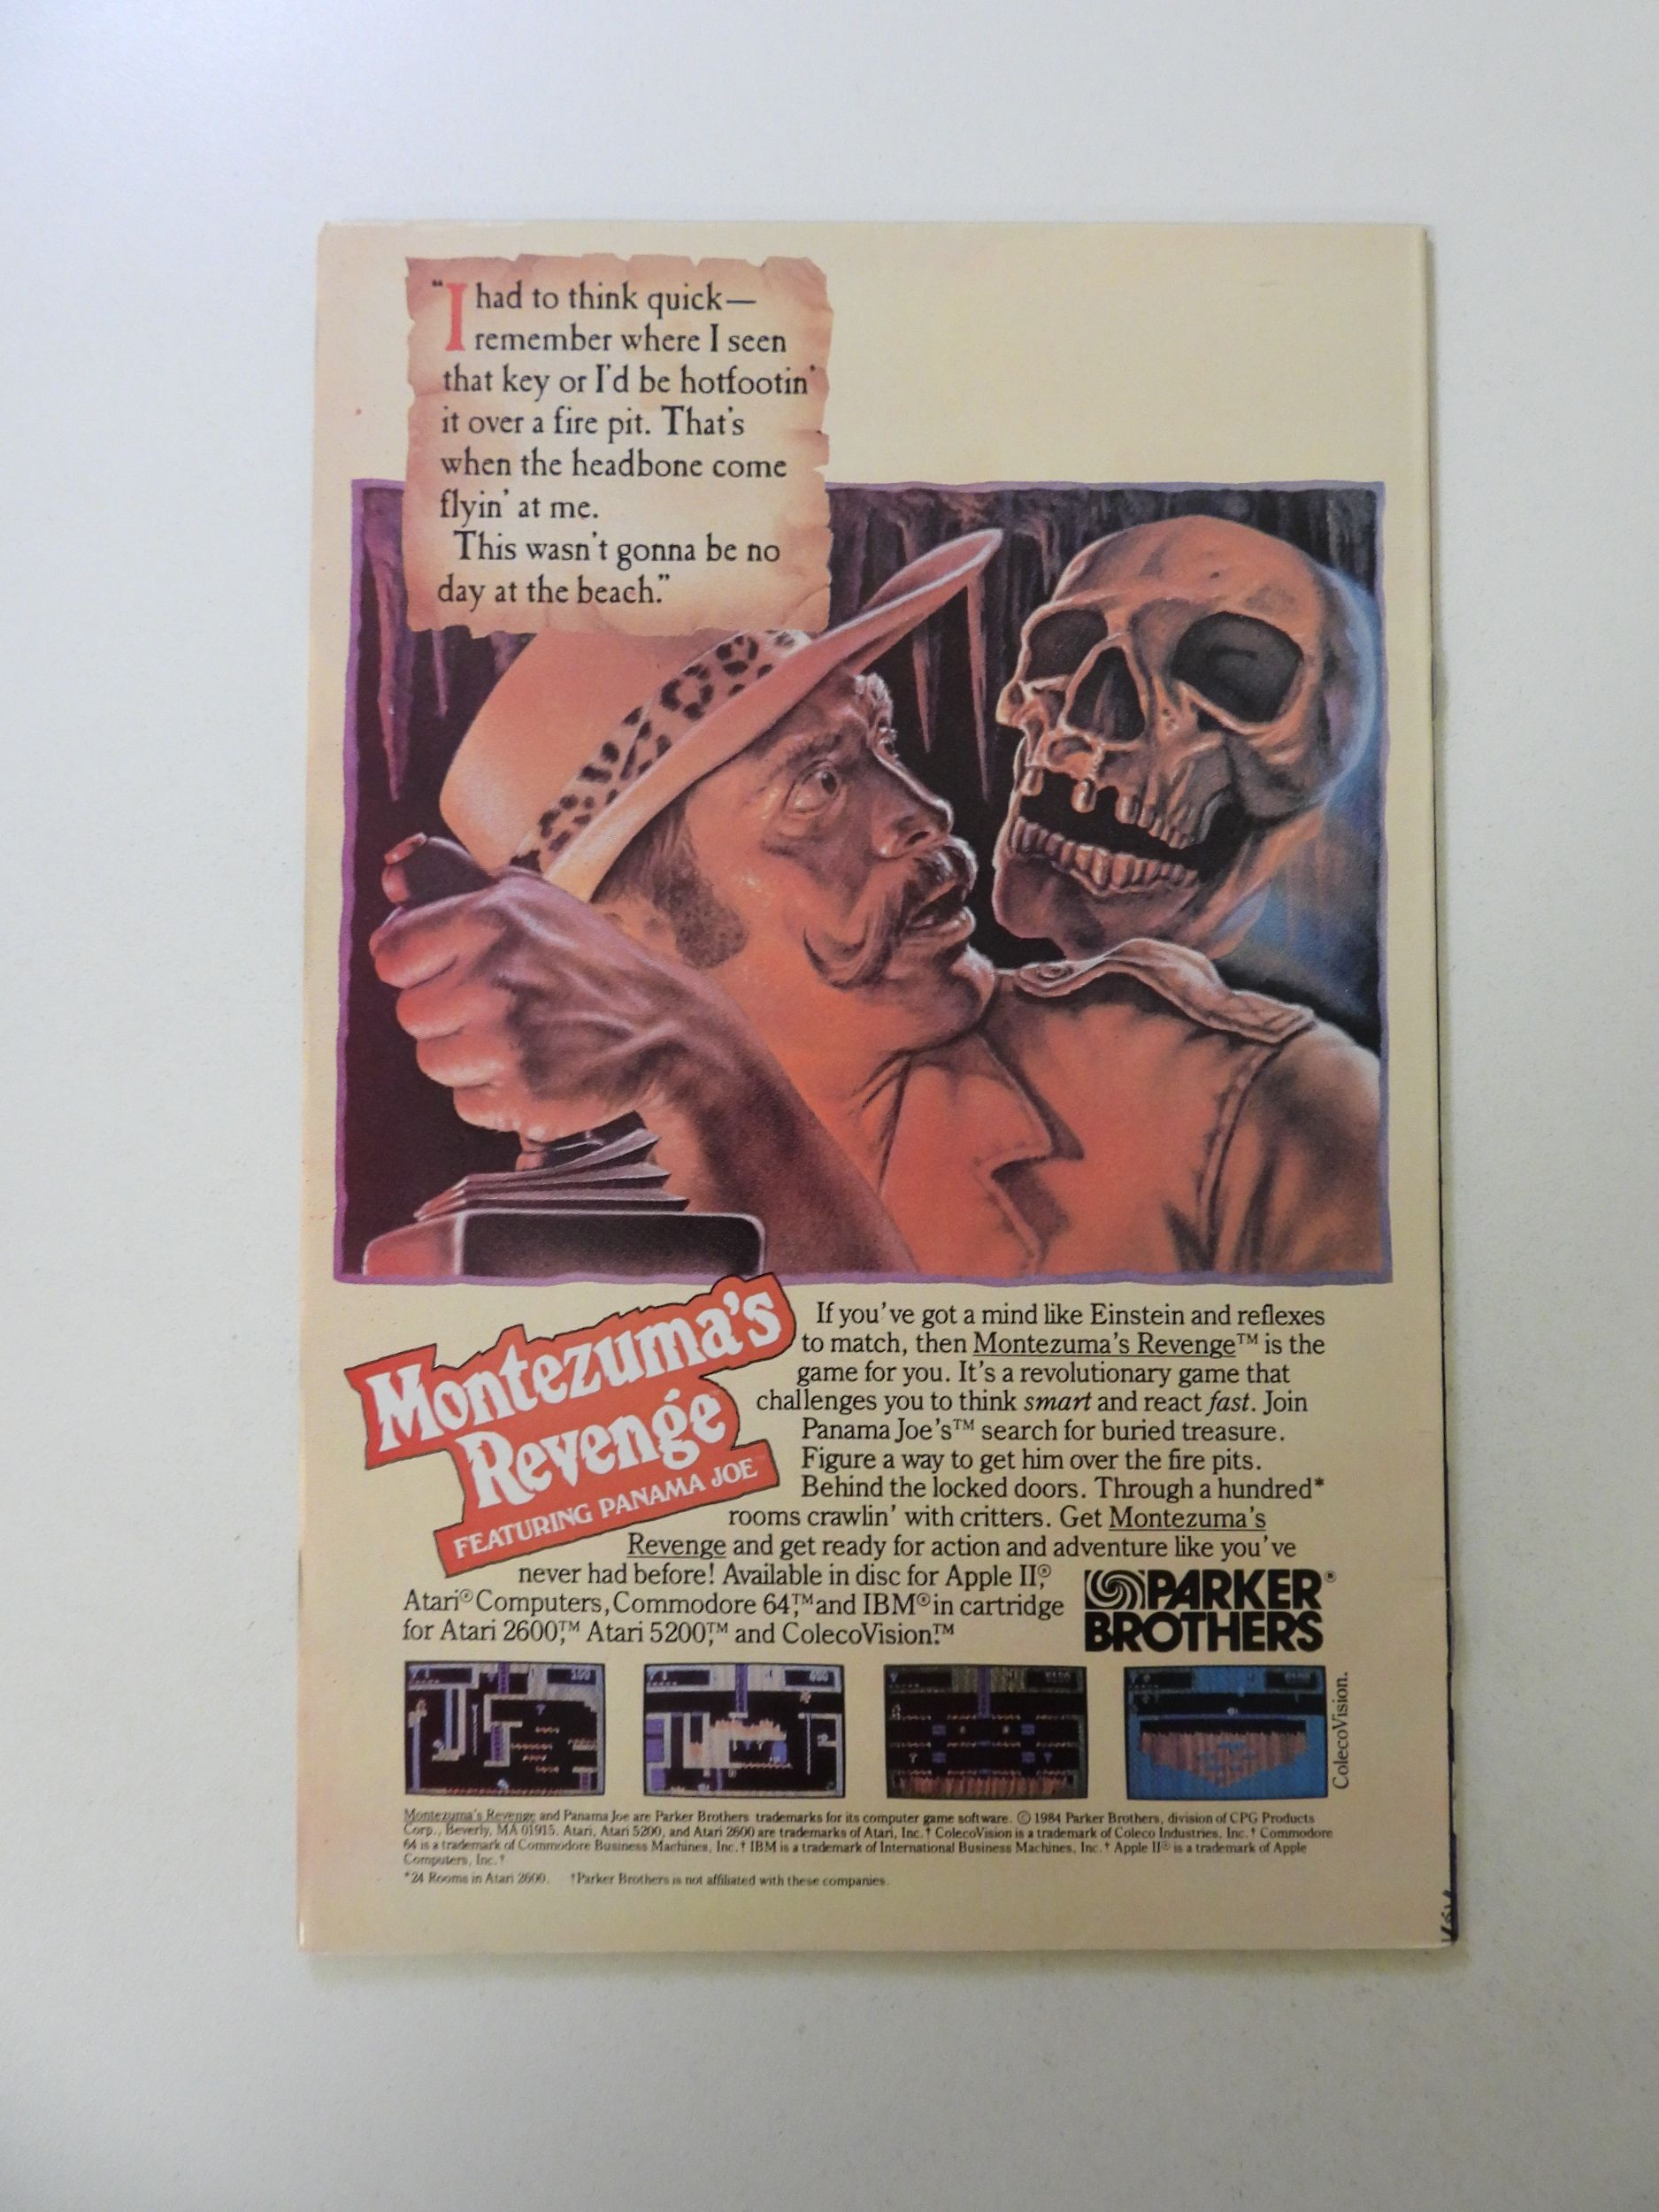 “I had to think quick—
remember where I seen
that key or I'd be hotfootin'
it over a fire pit. That's
when the headbone come
flyin' at me.
This wasn't gonna be no
day at the beach.”
Montezuma's
Revenge
FEATURING PANAMA JOE
If you've got a mind like Einstein and reflexes
to match, then Montezuma's Revenge™ is the
game for you. It's a revolutionary game that
challenges you to think smart and react fast. Join
Panama Joe's™ search for buried treasure.
Figure a way to get him over the fire pits.
Behind the locked doors. Through a hundred*
rooms crawlin' with critters. Get Montezuma's
Revenge and get ready for action and adventure like you've
never had before! Available in disc for Apple II,®
Atari® Computers, Commodore 64,™ and IBM® in cartridge
for Atari 2600,™ Atari 5200,™ and ColecoVision.™
PARKER®
BROTHERS
ColecoVision.
Montezuma's Revenge and Panama Joe are Parker Brothers trademarks for its computer game software. © 1984 Parker Brothers, division of CPG Products
Corp., Beverly, MA 01915. Atari, Atari 5200, and Atari 2600 are trademarks of Atari, Inc.† ColecoVision is a trademark of Coleco Industries, Inc.† Commodore
64 is a trademark of Commodore Business Machines, Inc.† IBM is a trademark of International Business Machines, Inc.† Apple II® is a trademark of Apple
Computers, Inc.†
*24 Rooms in Atari 2600. †Parker Brothers is not affiliated with these companies.